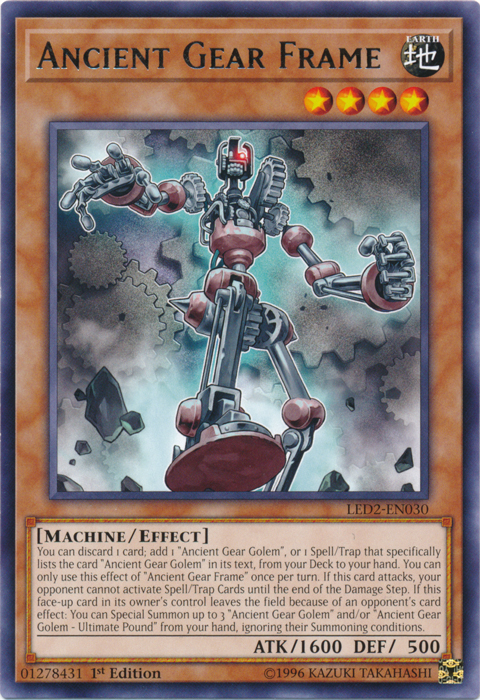 ANCIENT GEAR FRAME
EARTH
地
LED2-EN030
[MACHINE/EFFECT]
You can discard 1 card; add 1 "Ancient Gear Golem", or 1 Spell/Trap that specifically
lists the card "Ancient Gear Golem" in its text, from your Deck to your hand. You can
only use this effect of "Ancient Gear Frame" once per turn. If this card attacks, your
opponent cannot activate Spell/Trap Cards until the end of the Damage Step. If this
face-up card in its owner's control leaves the field because of an opponent's card
effect: You can Special Summon up to 3 "Ancient Gear Golem" and/or "Ancient Gear
Golem - Ultimate Pound" from your hand, ignoring their Summoning conditions.
ATK/1600 DEF/ 500
01278431 1st Edition ©1996 KAZUKI TAKAHASHI